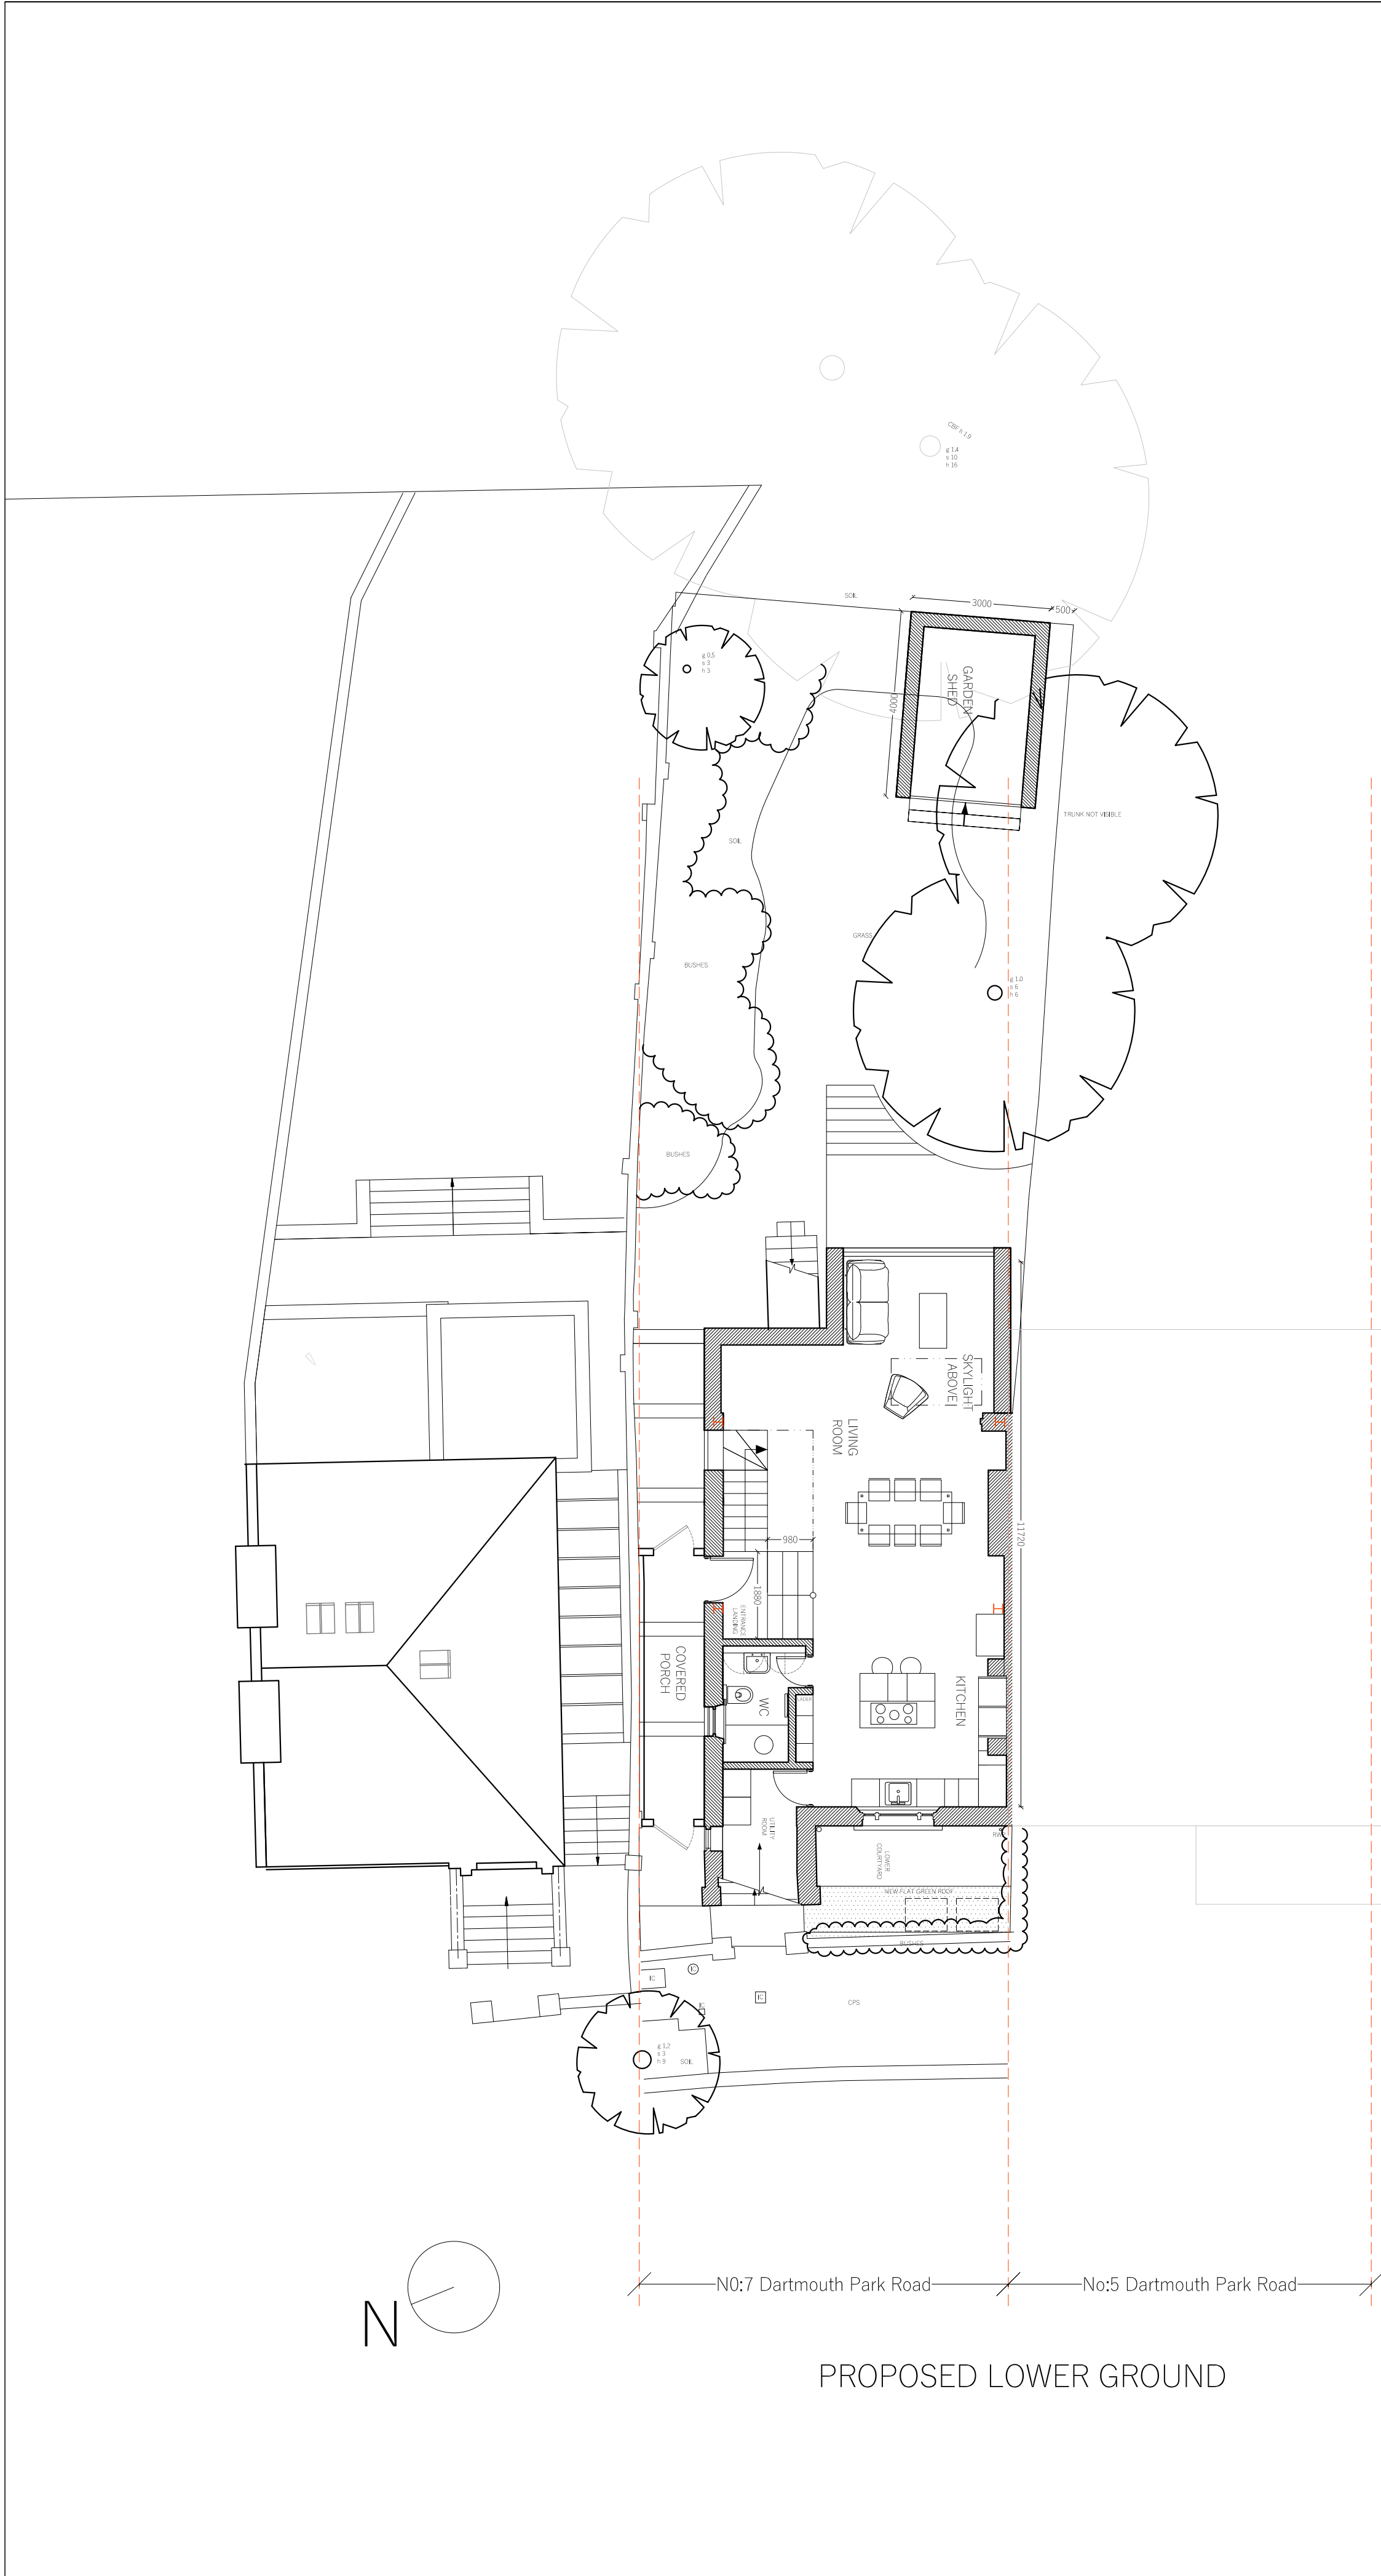 CBF h 1.9
g 1.4
s 10
h 16
SOIL
3000
500
g 0.5
s 3
h 3
GARDEN
SHED
4000
TRUNK NOT VISIBLE
SOIL
GRASS
BUSHES
g 1.0
s 6
h 6
BUSHES
SKYLIGHT
ABOVE
LIVING
ROOM
11720
980
1880
ENTRANCE
LANDING
COVERED
PORCH
WC
KITCHEN
UTILITY
ROOM
LOWER
COURTYARD
NEW FLAT GREEN ROOF
BUSHES
IC
IC
IC
CPS
g 1.2
s 3
h 9
SOIL
N0:7 Dartmouth Park Road
No:5 Dartmouth Park Road
N
PROPOSED LOWER GROUND